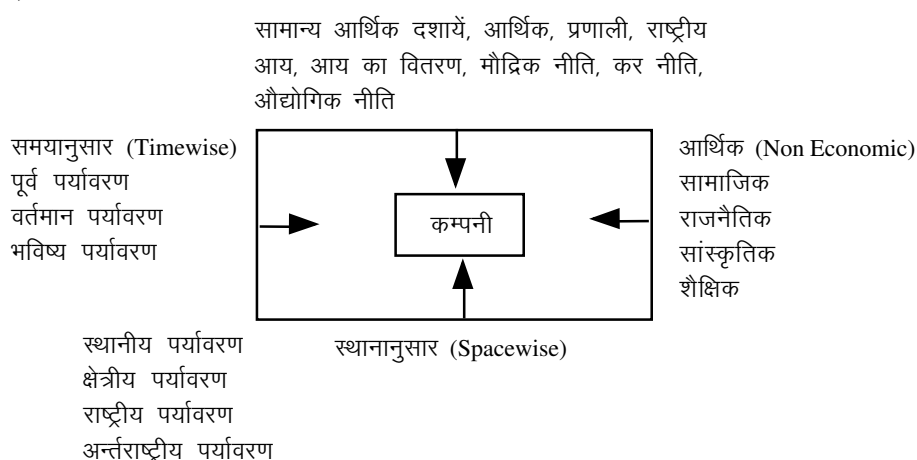 सामान्य आर्थिक दशायें, आर्थिक, प्रणाली, राष्ट्रीय
आय, आय का वितरण, मौद्रिक नीति, कर नीति,
औद्योगिक नीति
समयानुसार (Timewise)
पूर्व पर्यावरण
वर्तमान पर्यावरण
भविष्य पर्यावरण
कम्पनी
आर्थिक (Non Economic)
सामाजिक
राजनैतिक
सांस्कृतिक
शैक्षिक
स्थानानुसार (Spacewise)
स्थानीय पर्यावरण
क्षेत्रीय पर्यावरण
राष्ट्रीय पर्यावरण
अर्न्तराष्ट्रीय पर्यावरण